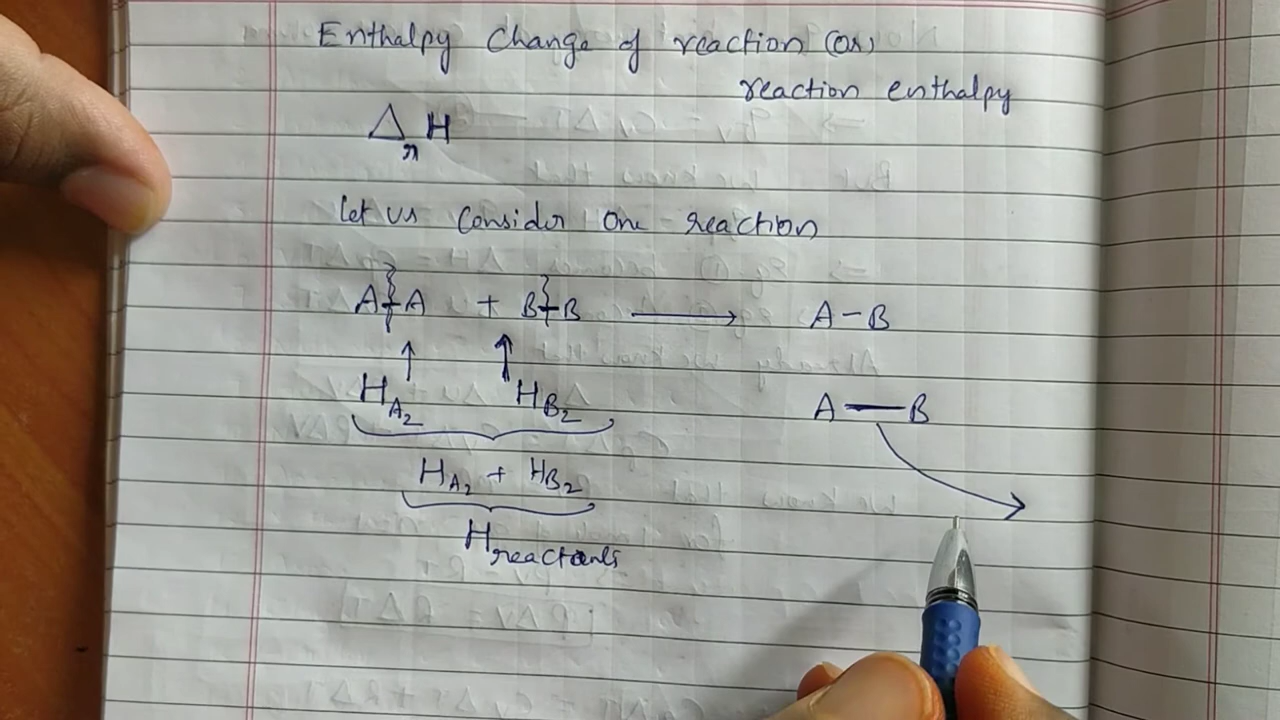 Enthalpy Change of reaction (or)
reaction enthalpy
ΔrH
Let us Consider One reaction
A-A + B-B → A-B
HA2 HB2
A—B
HA2 + HB2
Hreactants